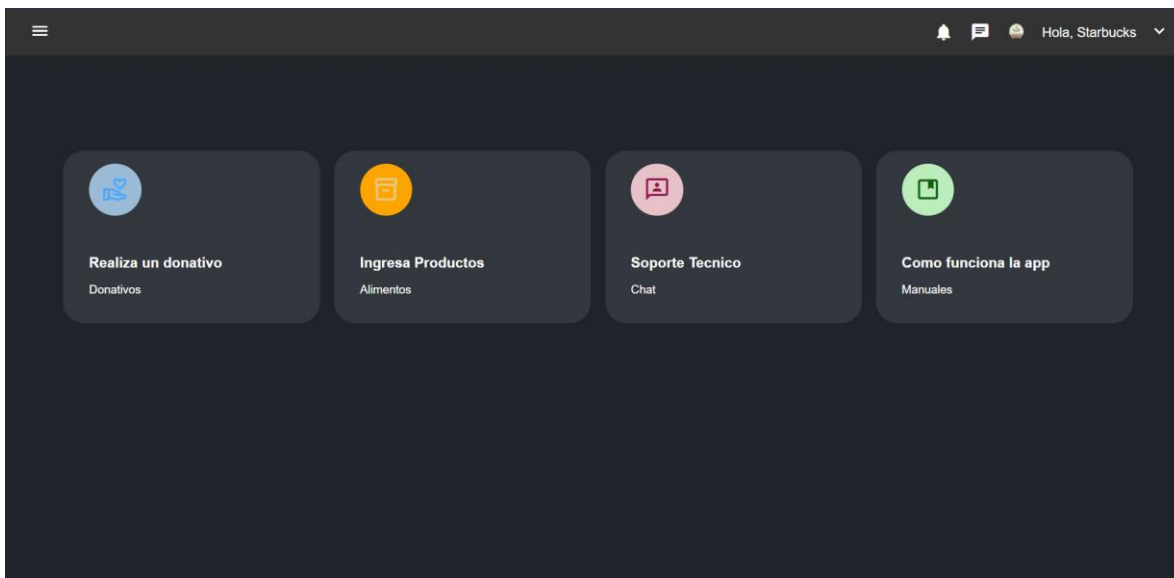 Hola, Starbucks
Realiza un donativo
Donativos
Ingresa Productos
Alimentos
Soporte Tecnico
Chat
Como funciona la app
Manuales